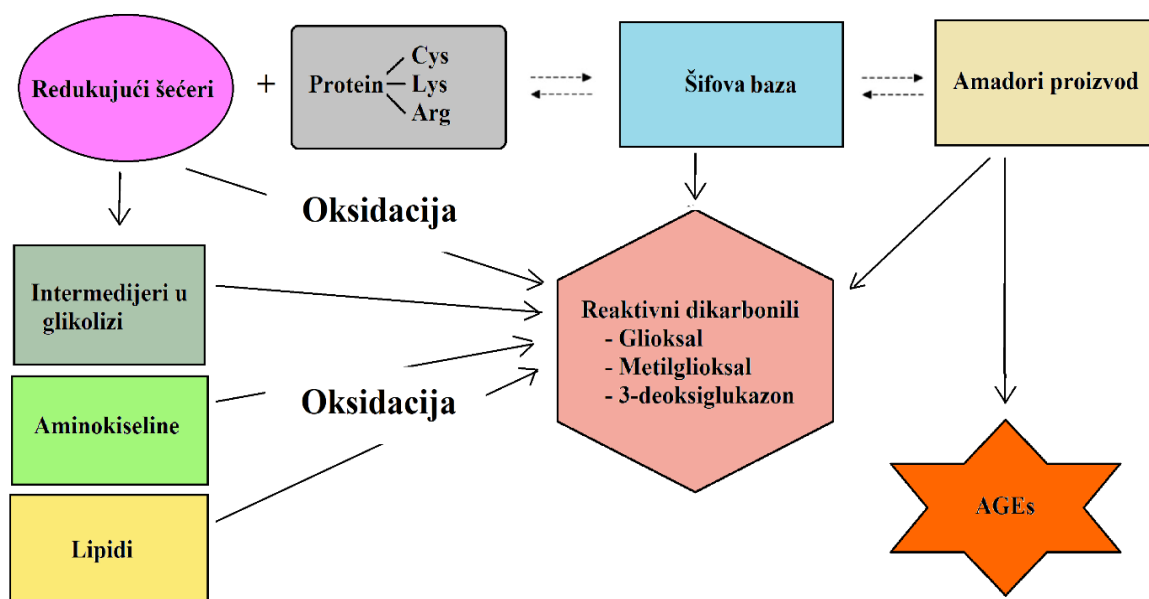 Redukujući šećeri
+
Protein
Cys
Lys
Arg
Šifova baza
Amadori proizvod
Oksidacija
Intermedijeri u
glikolizi
Aminokiseline
Lipidi
Oksidacija
Reaktivni dikarbonili
- Glioksal
- Metilglioksal
- 3-deoksiglukazon
AGEs